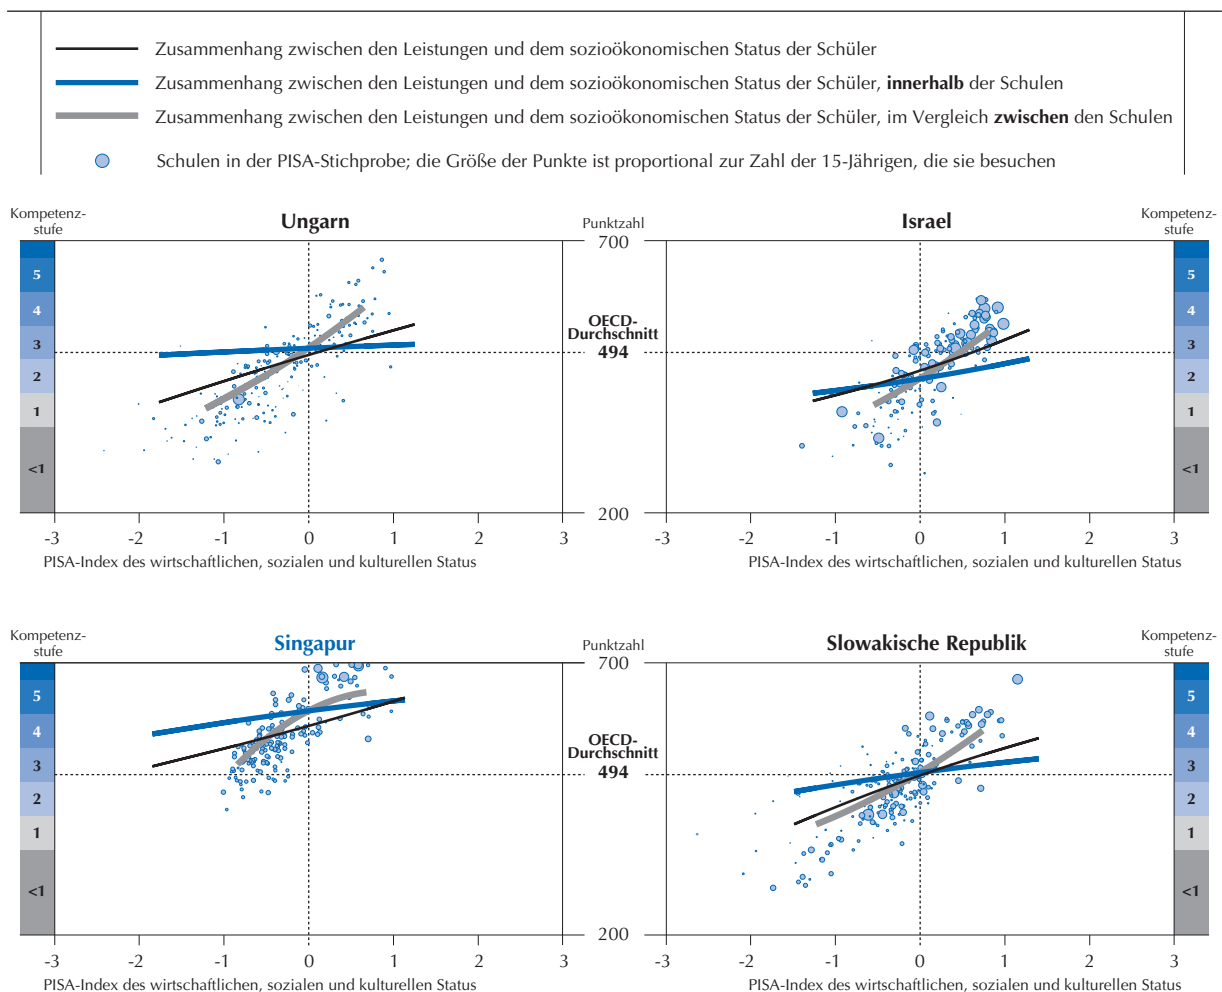 Zusammenhang zwischen den Leistungen und dem sozioökonomischen Status der Schüler
Zusammenhang zwischen den Leistungen und dem sozioökonomischen Status der Schüler, innerhalb der Schulen
Zusammenhang zwischen den Leistungen und dem sozioökonomischen Status der Schüler, im Vergleich zwischen den Schulen
Schulen in der PISA-Stichprobe; die Größe der Punkte ist proportional zur Zahl der 15-Jährigen, die sie besuchen
Kompetenz-
stufe
Ungarn
Punktzahl
Israel
Kompetenz-
stufe
700
5
4
3
2
1
<1
OECD-
Durchschnitt
494
5
4
3
2
1
<1
200
-3 -2 -1 0 1 2 3
-3 -2 -1 0 1 2 3
PISA-Index des wirtschaftlichen, sozialen und kulturellen Status
PISA-Index des wirtschaftlichen, sozialen und kulturellen Status
Kompetenz-
stufe
Singapur
Punktzahl
Slowakische Republik
Kompetenz-
stufe
700
5
4
3
2
1
<1
OECD-
Durchschnitt
494
5
4
3
2
1
<1
200
-3 -2 -1 0 1 2 3
-3 -2 -1 0 1 2 3
PISA-Index des wirtschaftlichen, sozialen und kulturellen Status
PISA-Index des wirtschaftlichen, sozialen und kulturellen Status